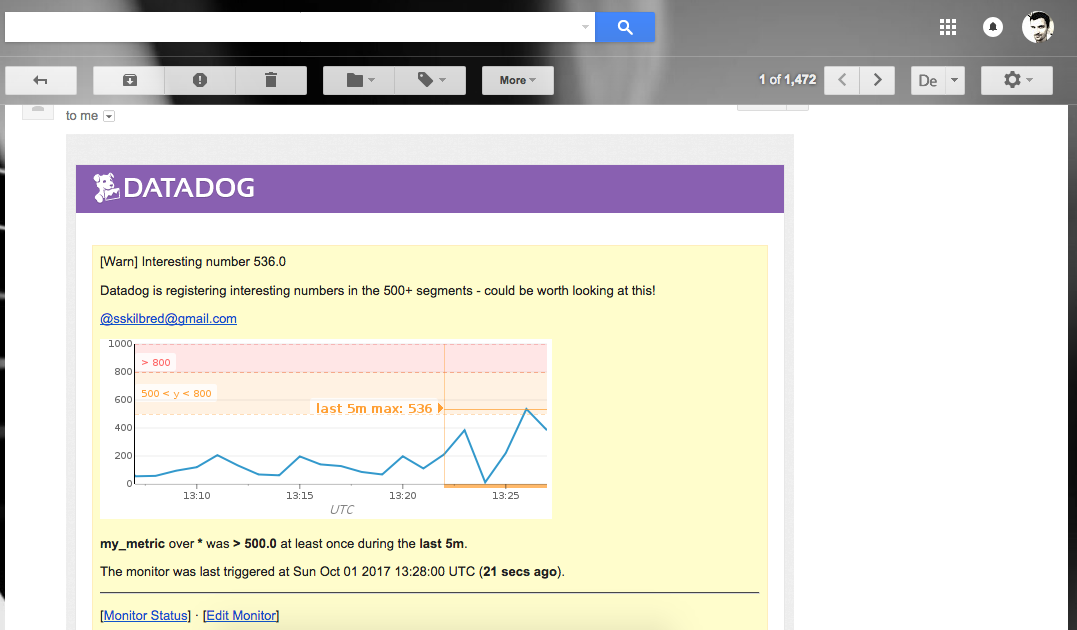 More
1 of 1,472
De
to me
DATADOG
[Warn] Interesting number 536.0
Datadog is registering interesting numbers in the 500+ segments - could be worth looking at this!
@sskilbred@gmail.com
1000
> 800
800
500 < y < 800
600
last 5m max: 536
400
200
0
13:10 13:15 13:20 13:25
UTC
my_metric over * was > 500.0 at least once during the last 5m.
The monitor was last triggered at Sun Oct 01 2017 13:28:00 UTC (21 secs ago).
[Monitor Status] · [Edit Monitor]